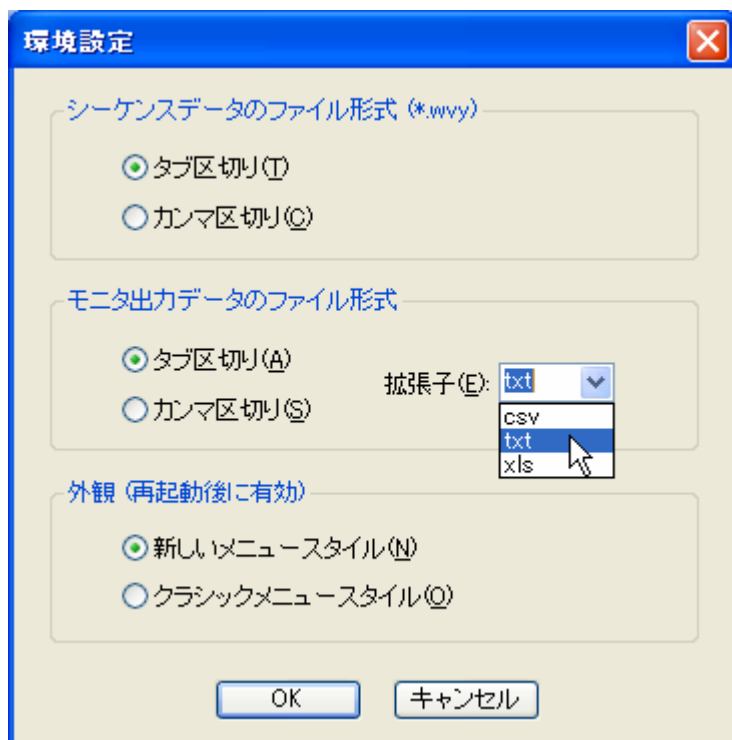 環境設定
シーケンスデータのファイル形式 (*.wvy)
タブ区切り(T)
カンマ区切り(C)
モニタ出力データのファイル形式
タブ区切り(A)
拡張子(E): txt
カンマ区切り(S)
csv
txt
xls
外観 (再起動後に有効)
新しいメニュースタイル(N)
クラシックメニュースタイル(O)
OK キャンセル